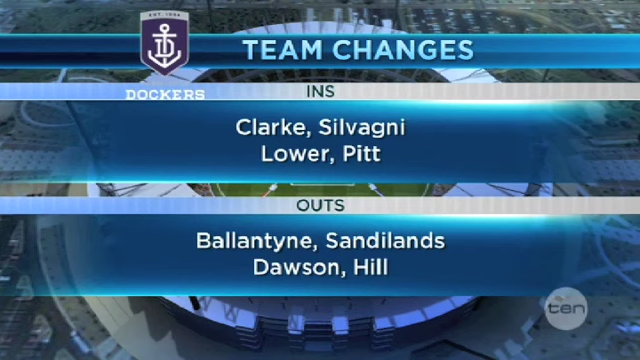 EST. 1994
TEAM CHANGES
DOCKERS
INS
Clarke, Silvagni
Lower, Pitt
OUTS
Ballantyne, Sandilands
Dawson, Hill
ten